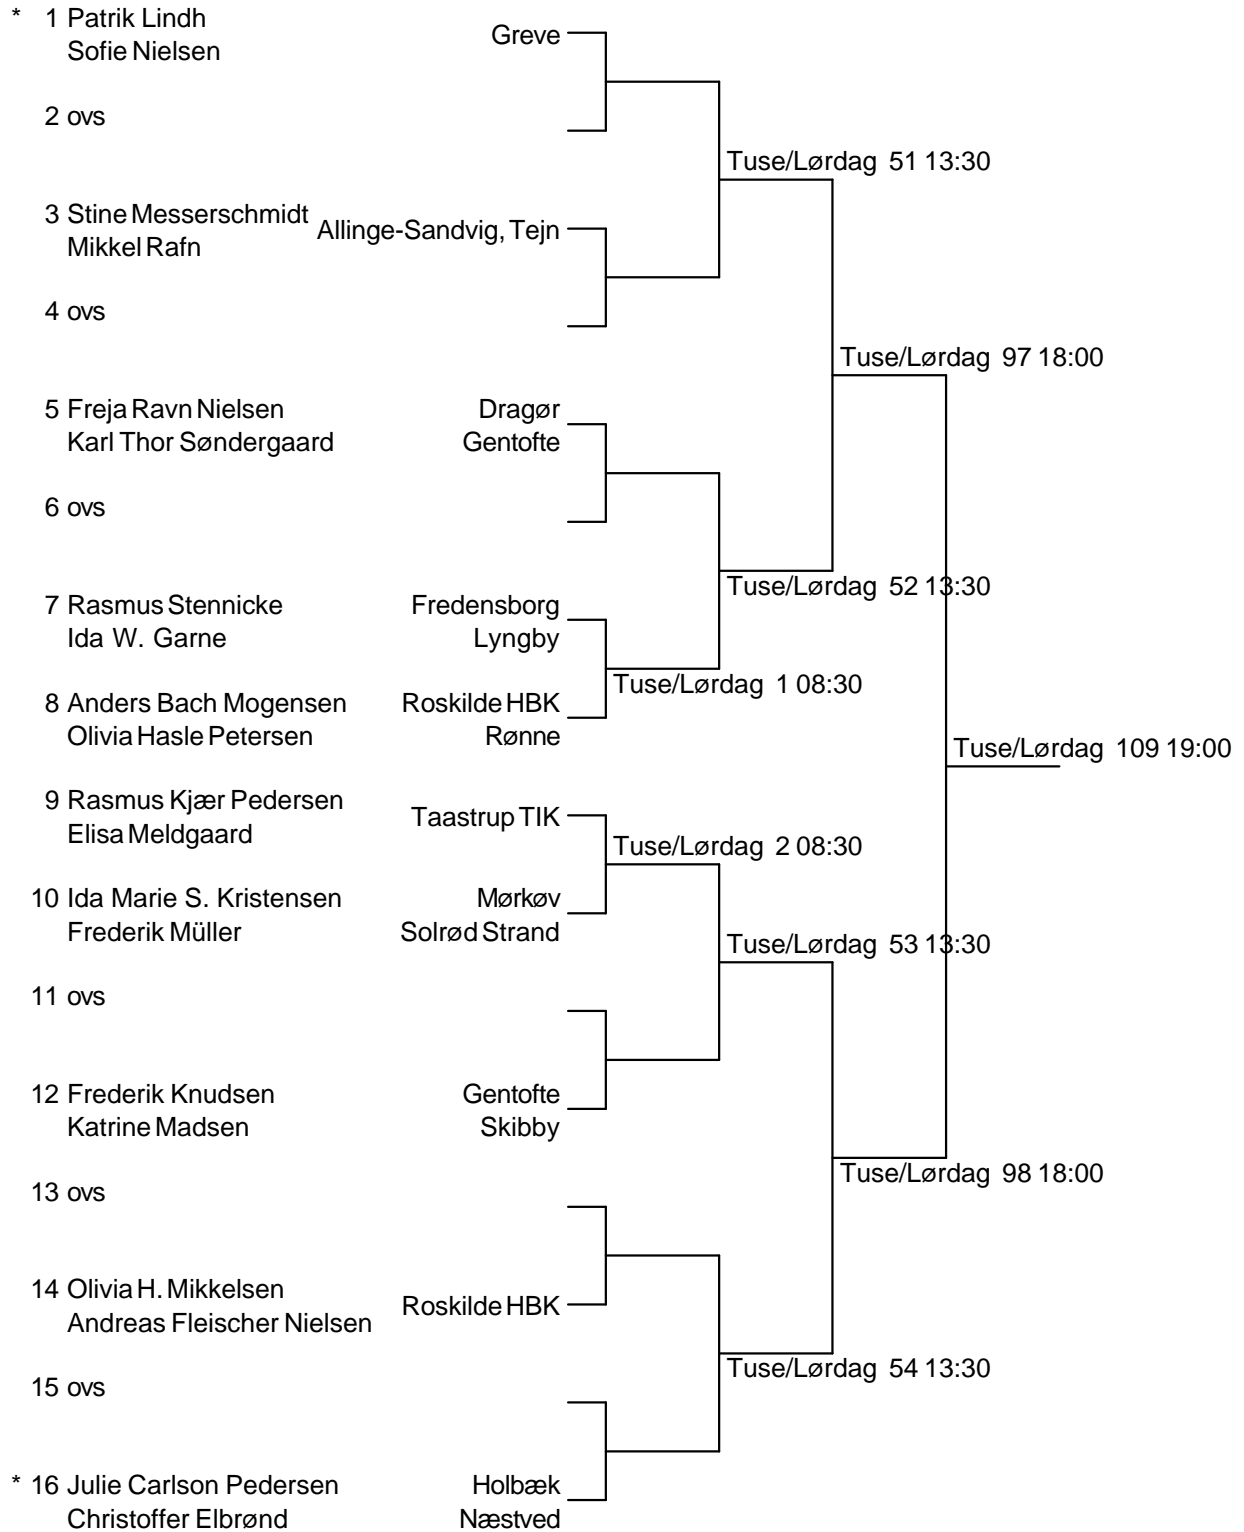 * 1 Patrik Lindh
Sofie Nielsen
Greve
2 ovs
Tuse/Lørdag 51 13:30
3 Stine Messerschmidt
Mikkel Rafn
Allinge-Sandvig, Tejn
4 ovs
Tuse/Lørdag 97 18:00
5 Freja Ravn Nielsen Dragør
Karl Thor Søndergaard Gentofte
6 ovs
Tuse/Lørdag 52 13:30
7 Rasmus Stennicke Fredensborg
Ida W. Garne Lyngby
Tuse/Lørdag 1 08:30
8 Anders Bach Mogensen Roskilde HBK
Olivia Hasle Petersen Rønne
Tuse/Lørdag 109 19:00
9 Rasmus Kjær Pedersen
Elisa Meldgaard
Taastrup TIK
Tuse/Lørdag 2 08:30
10 Ida Marie S. Kristensen Mørkøv
Frederik Müller Solrød Strand
Tuse/Lørdag 53 13:30
11 ovs
12 Frederik Knudsen Gentofte
Katrine Madsen Skibby
Tuse/Lørdag 98 18:00
13 ovs
14 Olivia H. Mikkelsen
Andreas Fleischer Nielsen
Roskilde HBK
Tuse/Lørdag 54 13:30
15 ovs
* 16 Julie Carlson Pedersen Holbæk
Christoffer Elbrønd Næstved